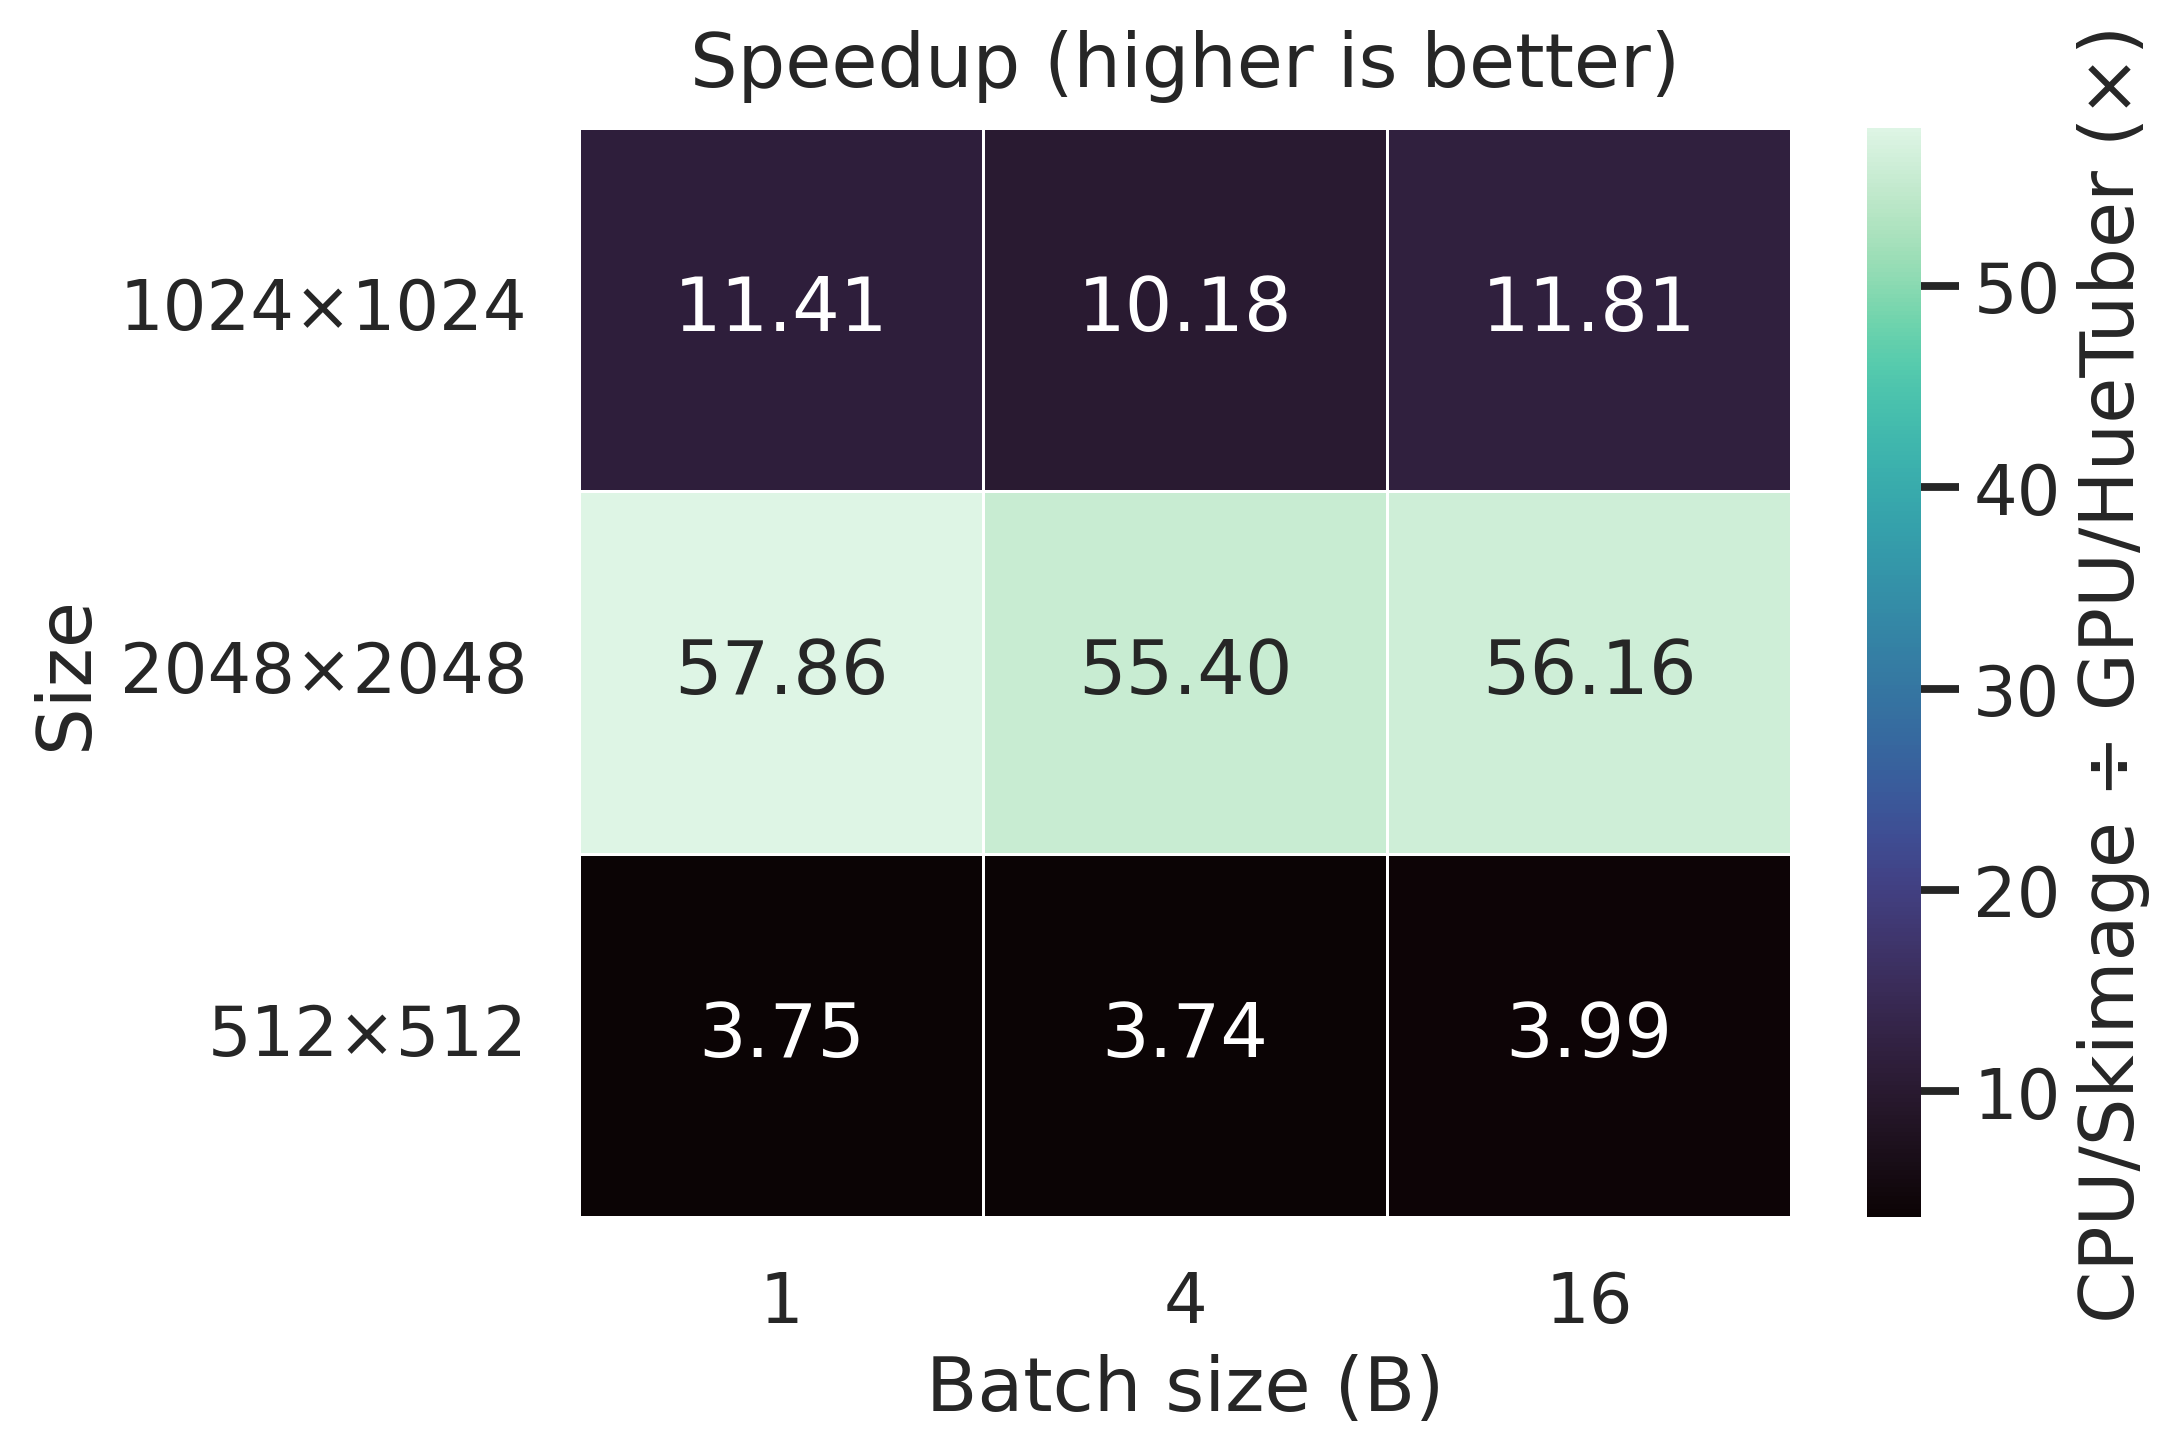 Speedup (higher is better)
Size
1024×1024
11.41 10.18 11.81
2048×2048
57.86 55.40 56.16
512×512
3.75 3.74 3.99
1 4 16
Batch size (B)
50
40
30
20
10
CPU/Skimage ÷ GPU/HueTuber (×)